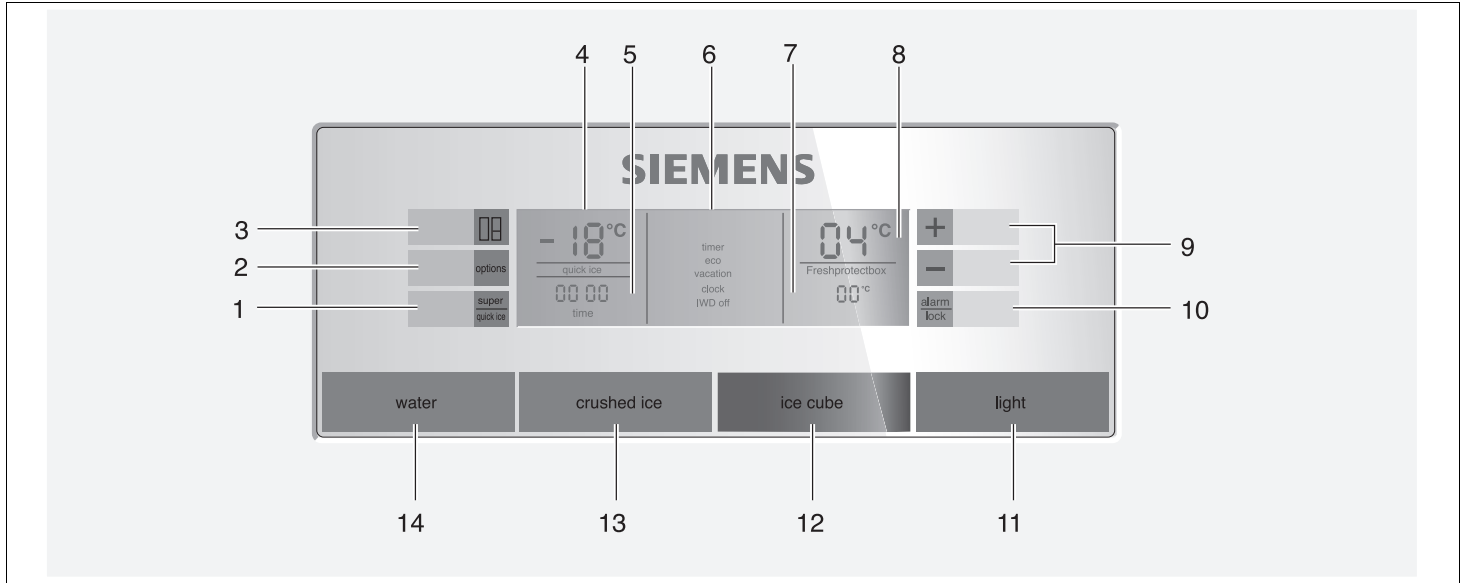 4 5 6 7 8
SIEMENS
3 -18°C 04°C +
timer
eco
2 options quick ice vacation Freshprotectbox − 9
clock
1 super 00 00 IWD off 00°C alarm 10
quick ice time lock
water crushed ice ice cube light
14 13 12 11